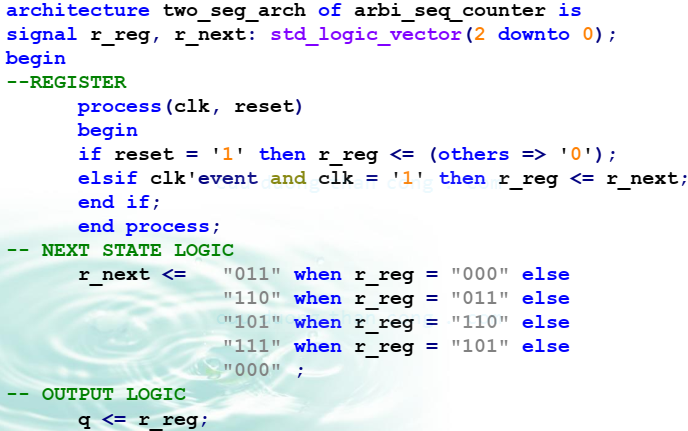 architecture two_seg_arch of arbi_seq_counter is
signal r_reg, r_next: std_logic_vector(2 downto 0);
begin
--REGISTER
process(clk, reset)
begin
if reset = '1' then r_reg <= (others => '0');
elsif clk'event and clk = '1' then r_reg <= r_next;
end if;
end process;
-- NEXT STATE LOGIC
r_next <= "011" when r_reg = "000" else
"110" when r_reg = "011" else
"101" when r_reg = "110" else
"111" when r_reg = "101" else
"000" ;
-- OUTPUT LOGIC
q <= r_reg;